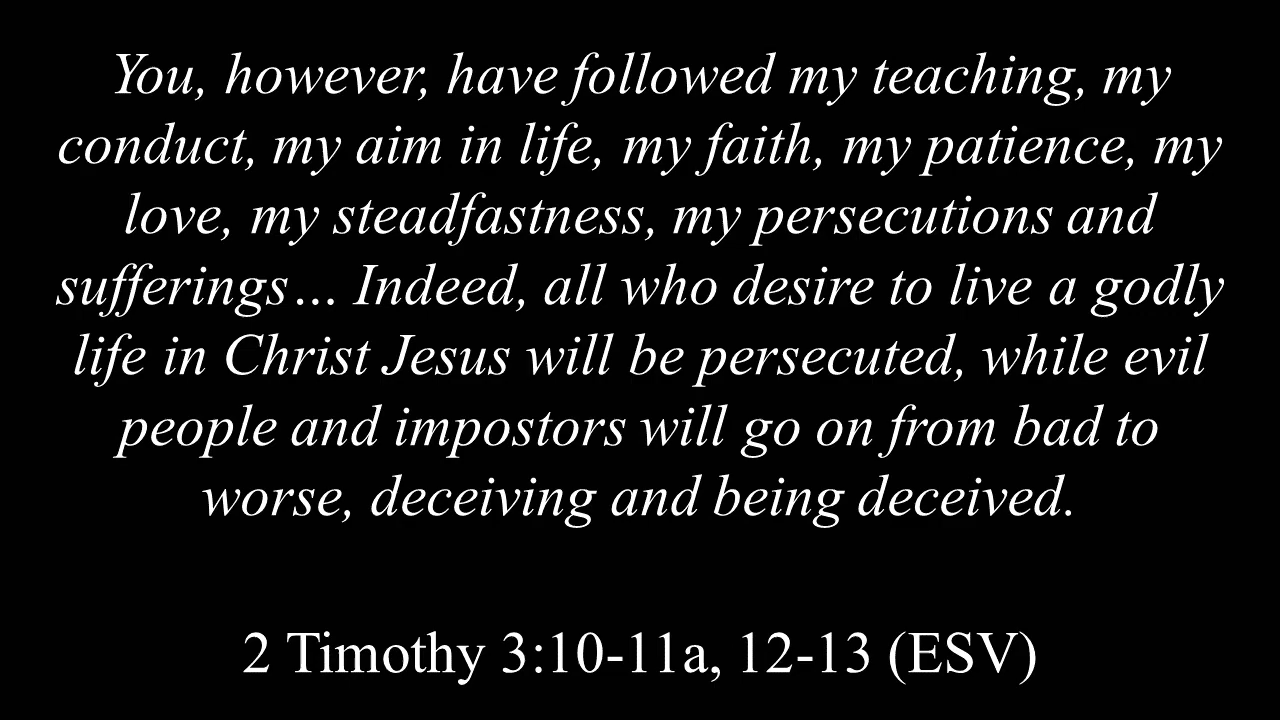 You, however, have followed my teaching, my
conduct, my aim in life, my faith, my patience, my
love, my steadfastness, my persecutions and
sufferings… Indeed, all who desire to live a godly
life in Christ Jesus will be persecuted, while evil
people and impostors will go on from bad to
worse, deceiving and being deceived.
2 Timothy 3:10-11a, 12-13 (ESV)